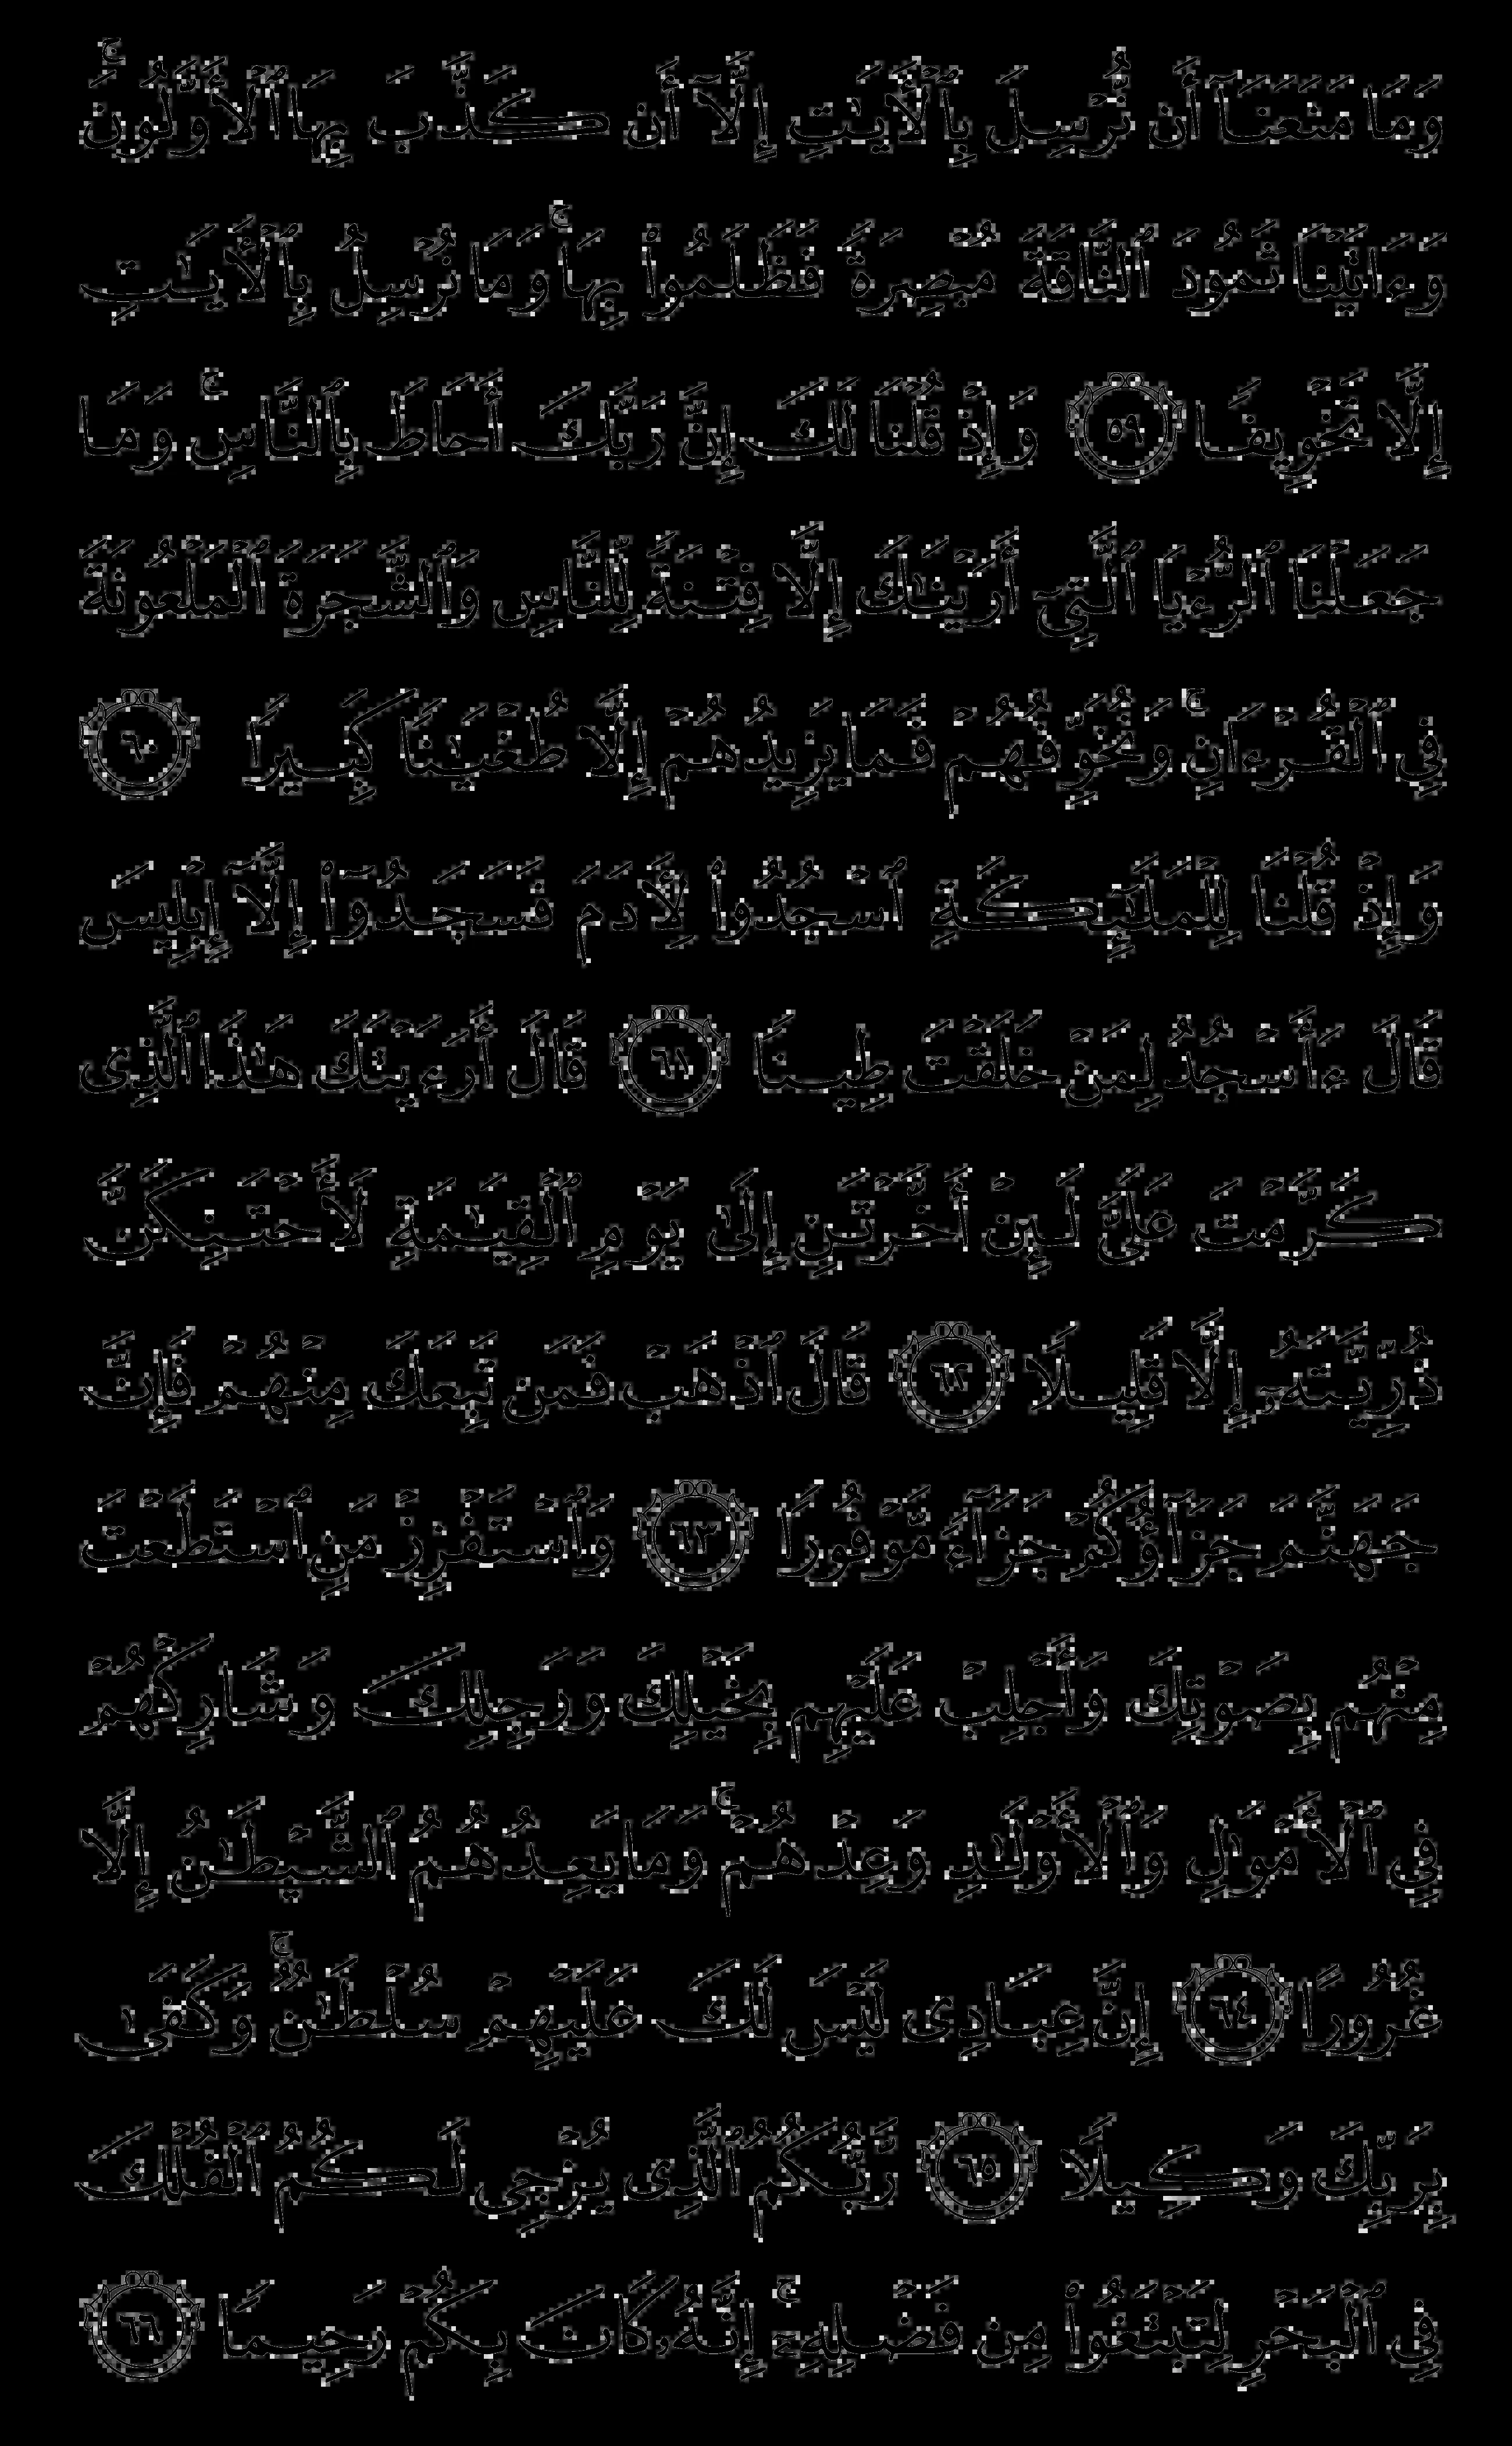 وَمَا مَنَعَنَآ أَن نُّرْسِلَ بِٱلْأَيَـٰتِ إِلَّآ أَن كَذَّبَ بِهَا ٱلْأَوَّلُونَ ۚ
وَءَاتَيْنَا ثَمُودَ ٱلنَّاقَةَ مُبْصِرَةً فَظَلَمُوا۟ بِهَا ۚ وَمَا نُرْسِلُ بِٱلْأَيَـٰتِ
إِلَّا تَخْوِيفًا ٥٩ وَإِذْ قُلْنَا لَكَ إِنَّ رَبَّكَ أَحَاطَ بِٱلنَّاسِ ۚ وَمَا
جَعَلْنَا ٱلرُّءْيَا ٱلَّتِىٓ أَرَيْنَـٰكَ إِلَّا فِتْنَةً لِّلنَّاسِ وَٱلشَّجَرَةَ ٱلْمَلْعُونَةَ
فِى ٱلْقُرْءَانِ ۚ وَنُخَوِّفُهُمْ فَمَا يَزِيدُهُمْ إِلَّا طُغْيَـٰنًا كَبِيرًا ٦٠
وَإِذْ قُلْنَا لِلْمَلَـٰٓئِكَةِ ٱسْجُدُوا۟ لِأَدَمَ فَسَجَدُوٓا۟ إِلَّآ إِبْلِيسَ
قَالَ ءَأَسْجُدُ لِمَنْ خَلَقْتَ طِينًا ٦١ قَالَ أَرَءَيْتَكَ هَـٰذَا ٱلَّذِى
كَرَّمْتَ عَلَىَّ لَئِنْ أَخَّرْتَنِ إِلَىٰ يَوْمِ ٱلْقِيَـٰمَةِ لَأَحْتَنِكَنَّ
ذُرِّيَّتَهُۥٓ إِلَّا قَلِيلًا ٦٢ قَالَ ٱذْهَبْ فَمَن تَبِعَكَ مِنْهُمْ فَإِنَّ
جَهَنَّمَ جَزَآؤُكُمْ جَزَآءً مَّوْفُورًا ٦٣ وَٱسْتَفْزِزْ مَنِ ٱسْتَطَعْتَ
مِنْهُم بِصَوْتِكَ وَأَجْلِبْ عَلَيْهِم بِخَيْلِكَ وَرَجِلِكَ وَشَارِكْهُمْ
فِى ٱلْأَمْوَٰلِ وَٱلْأَوْلَـٰدِ وَعِدْهُمْ ۚ وَمَا يَعِدُهُمُ ٱلشَّيْطَـٰنُ إِلَّا
غُرُورًا ٦٤ إِنَّ عِبَادِى لَيْسَ لَكَ عَلَيْهِمْ سُلْطَـٰنٌ ۚ وَكَفَىٰ
بِرَبِّكَ وَكِيلًا ٦٥ رَّبُّكُمُ ٱلَّذِى يُزْجِى لَكُمُ ٱلْفُلْكَ
فِى ٱلْبَحْرِ لِتَبْتَغُوا۟ مِن فَضْلِهِۦٓ ۚ إِنَّهُۥ كَانَ بِكُمْ رَحِيمًا ٦٦